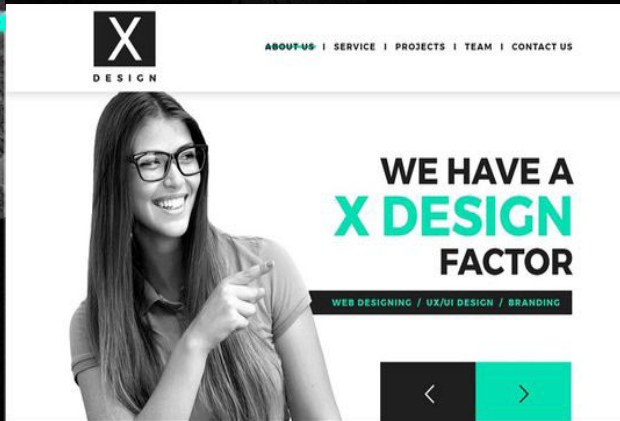 X
DESIGN
ABOUT US | SERVICE | PROJECTS | TEAM | CONTACT US
WE HAVE A
X DESIGN
FACTOR
WEB DESIGNING / UX/UI DESIGN / BRANDING